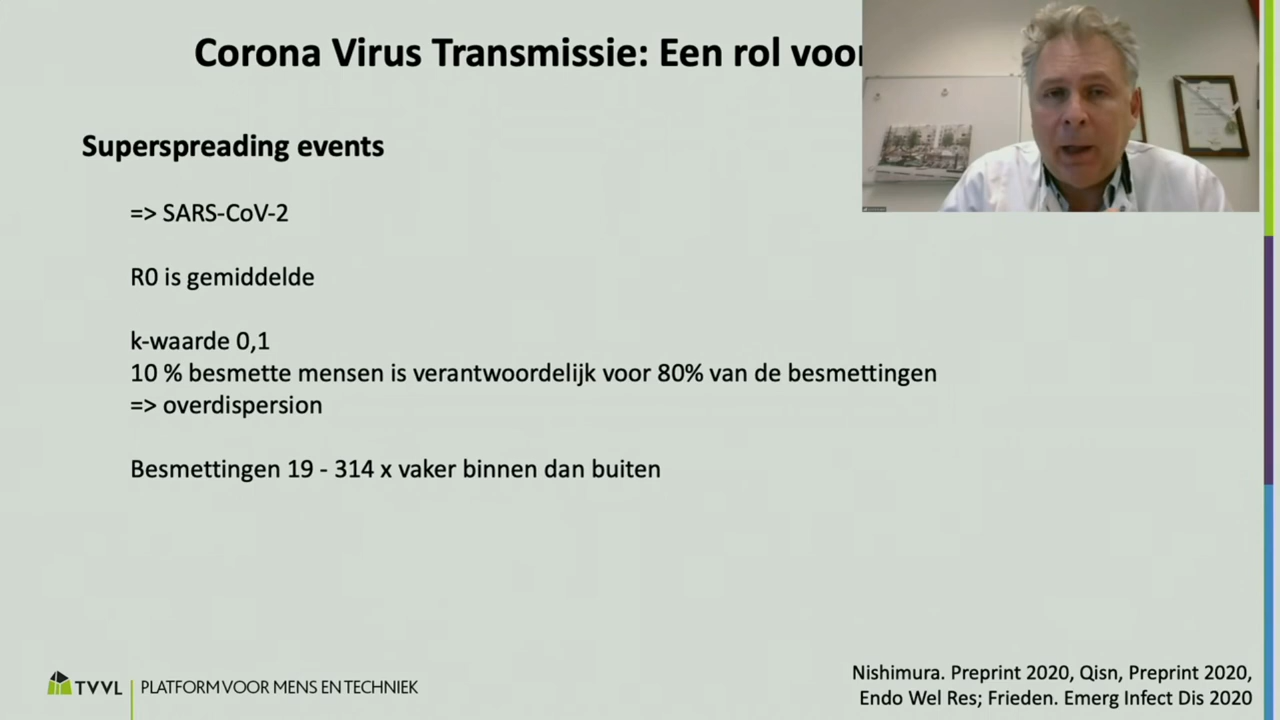 Corona Virus Transmissie: Een rol voor
Superspreading events
=> SARS-CoV-2
R0 is gemiddelde
k-waarde 0,1
10 % besmette mensen is verantwoordelijk voor 80% van de besmettingen
=> overdispersion
Besmettingen 19 - 314 x vaker binnen dan buiten
TVVL PLATFORM VOOR MENS EN TECHNIEK
Nishimura. Preprint 2020, Qisn, Preprint 2020,
Endo Wel Res; Frieden. Emerg Infect Dis 2020